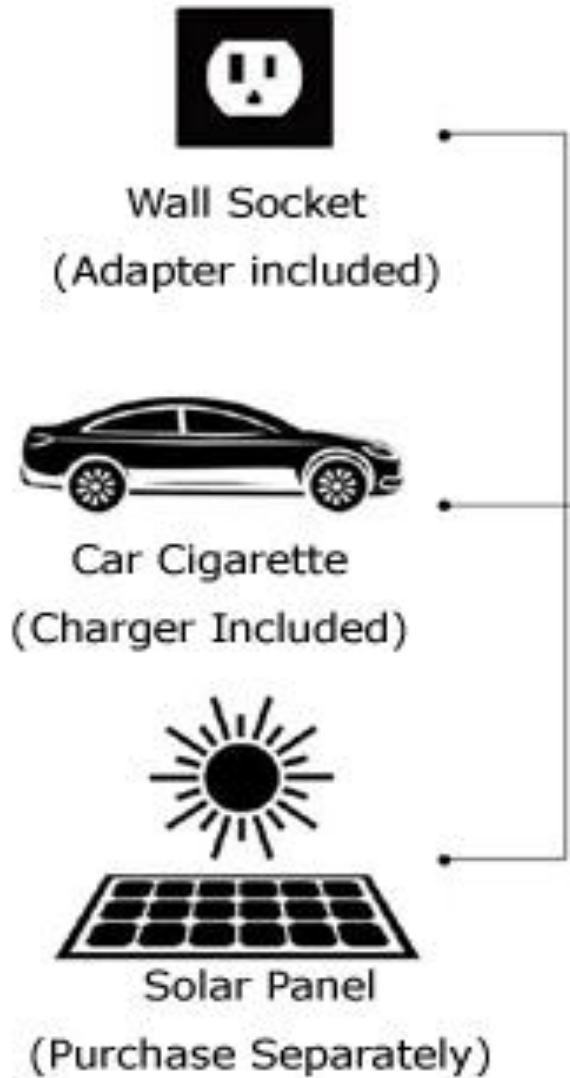 Wall Socket
(Adapter included)
Car Cigarette
(Charger Included)
Solar Panel
(Purchase Separately)